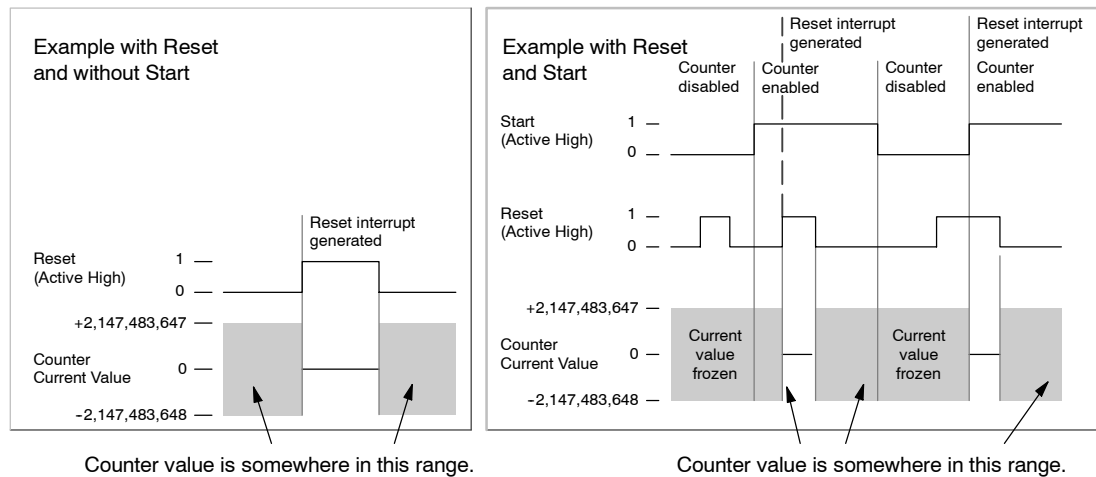 Example with Reset
and without Start
Reset interrupt
generated
Reset
(Active High)
1
0
+2,147,483,647
Counter
Current Value
0
-2,147,483,648
Counter value is somewhere in this range.
Example with Reset
and Start
Reset interrupt
generated
Reset interrupt
generated
Counter
disabled
Counter
enabled
Counter
disabled
Counter
enabled
Start
(Active High)
1
0
Reset
(Active High)
1
0
+2,147,483,647
Counter
Current Value
0
Current
value
frozen
Current
value
frozen
-2,147,483,648
Counter value is somewhere in this range.